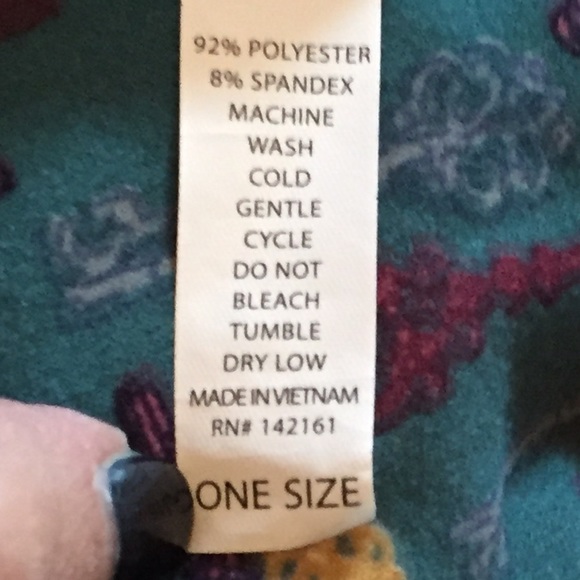 92% POLYESTER
8% SPANDEX
MACHINE
WASH
COLD
GENTLE
CYCLE
DO NOT
BLEACH
TUMBLE
DRY LOW
MADE IN VIETNAM
RN# 142161
ONE SIZE